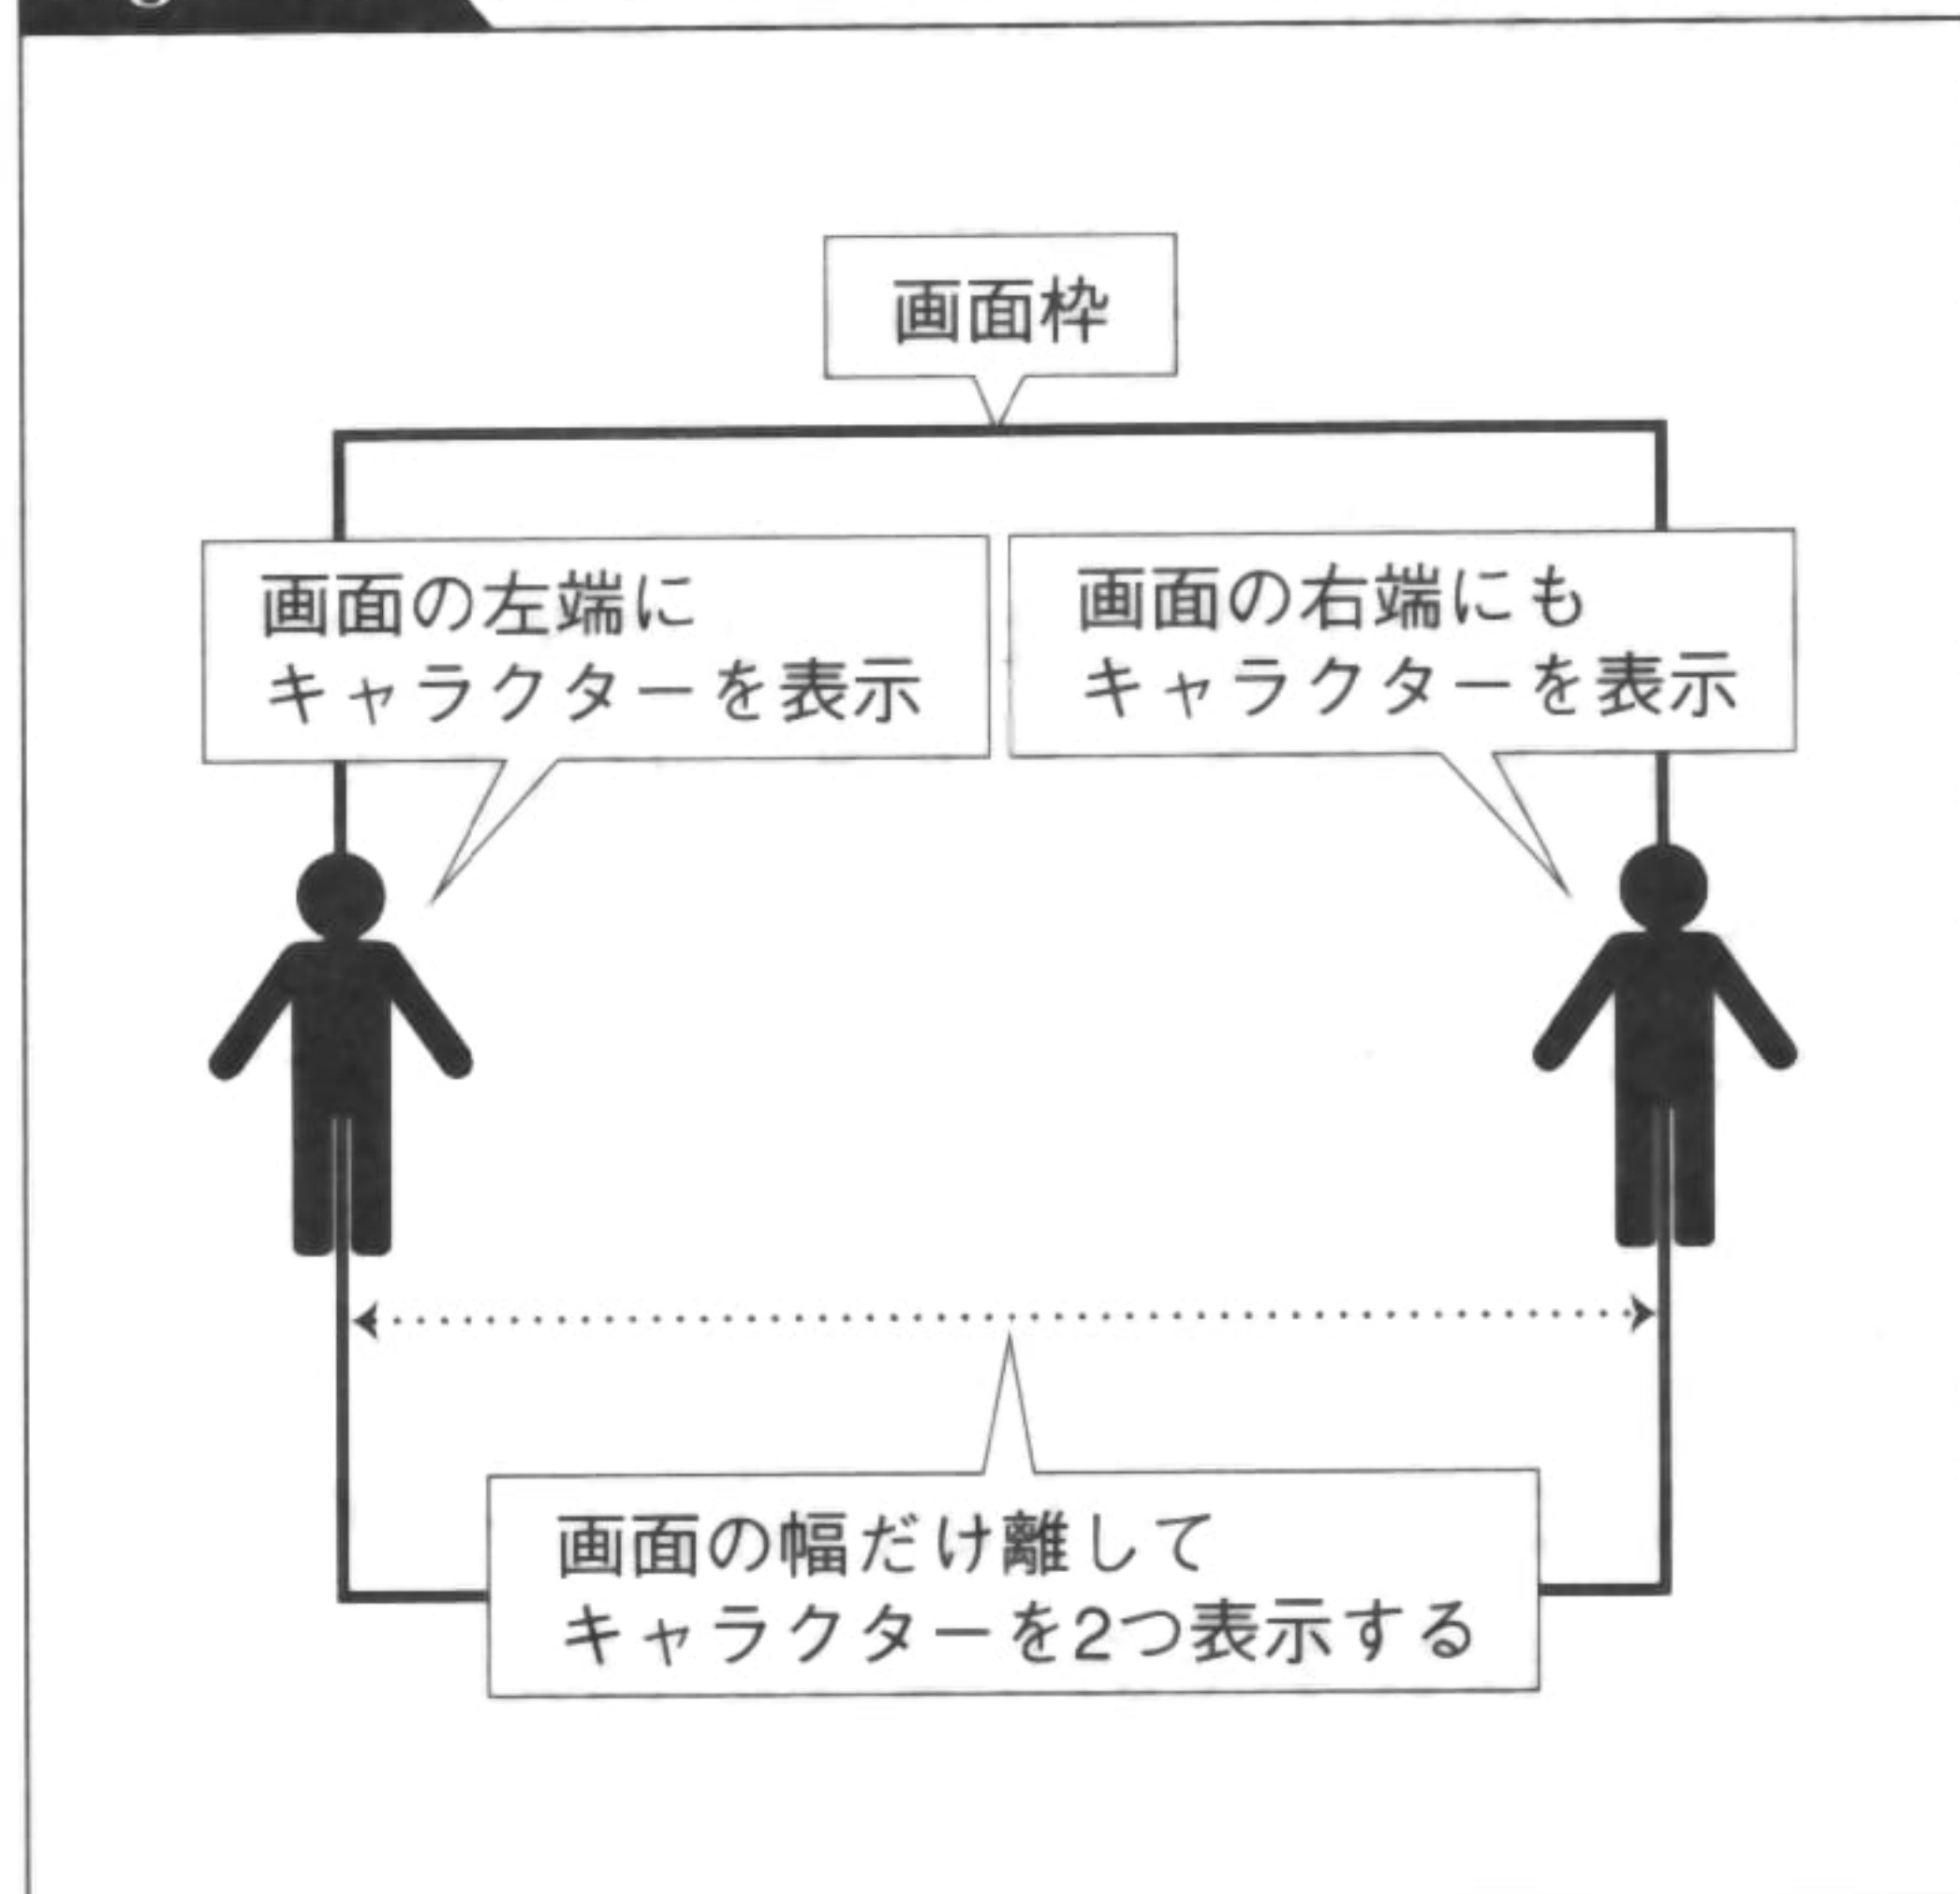 画面枠
画面の左端に
キャラクターを表示
画面の右端にも
キャラクターを表示
画面の幅だけ離して
キャラクターを2つ表示する